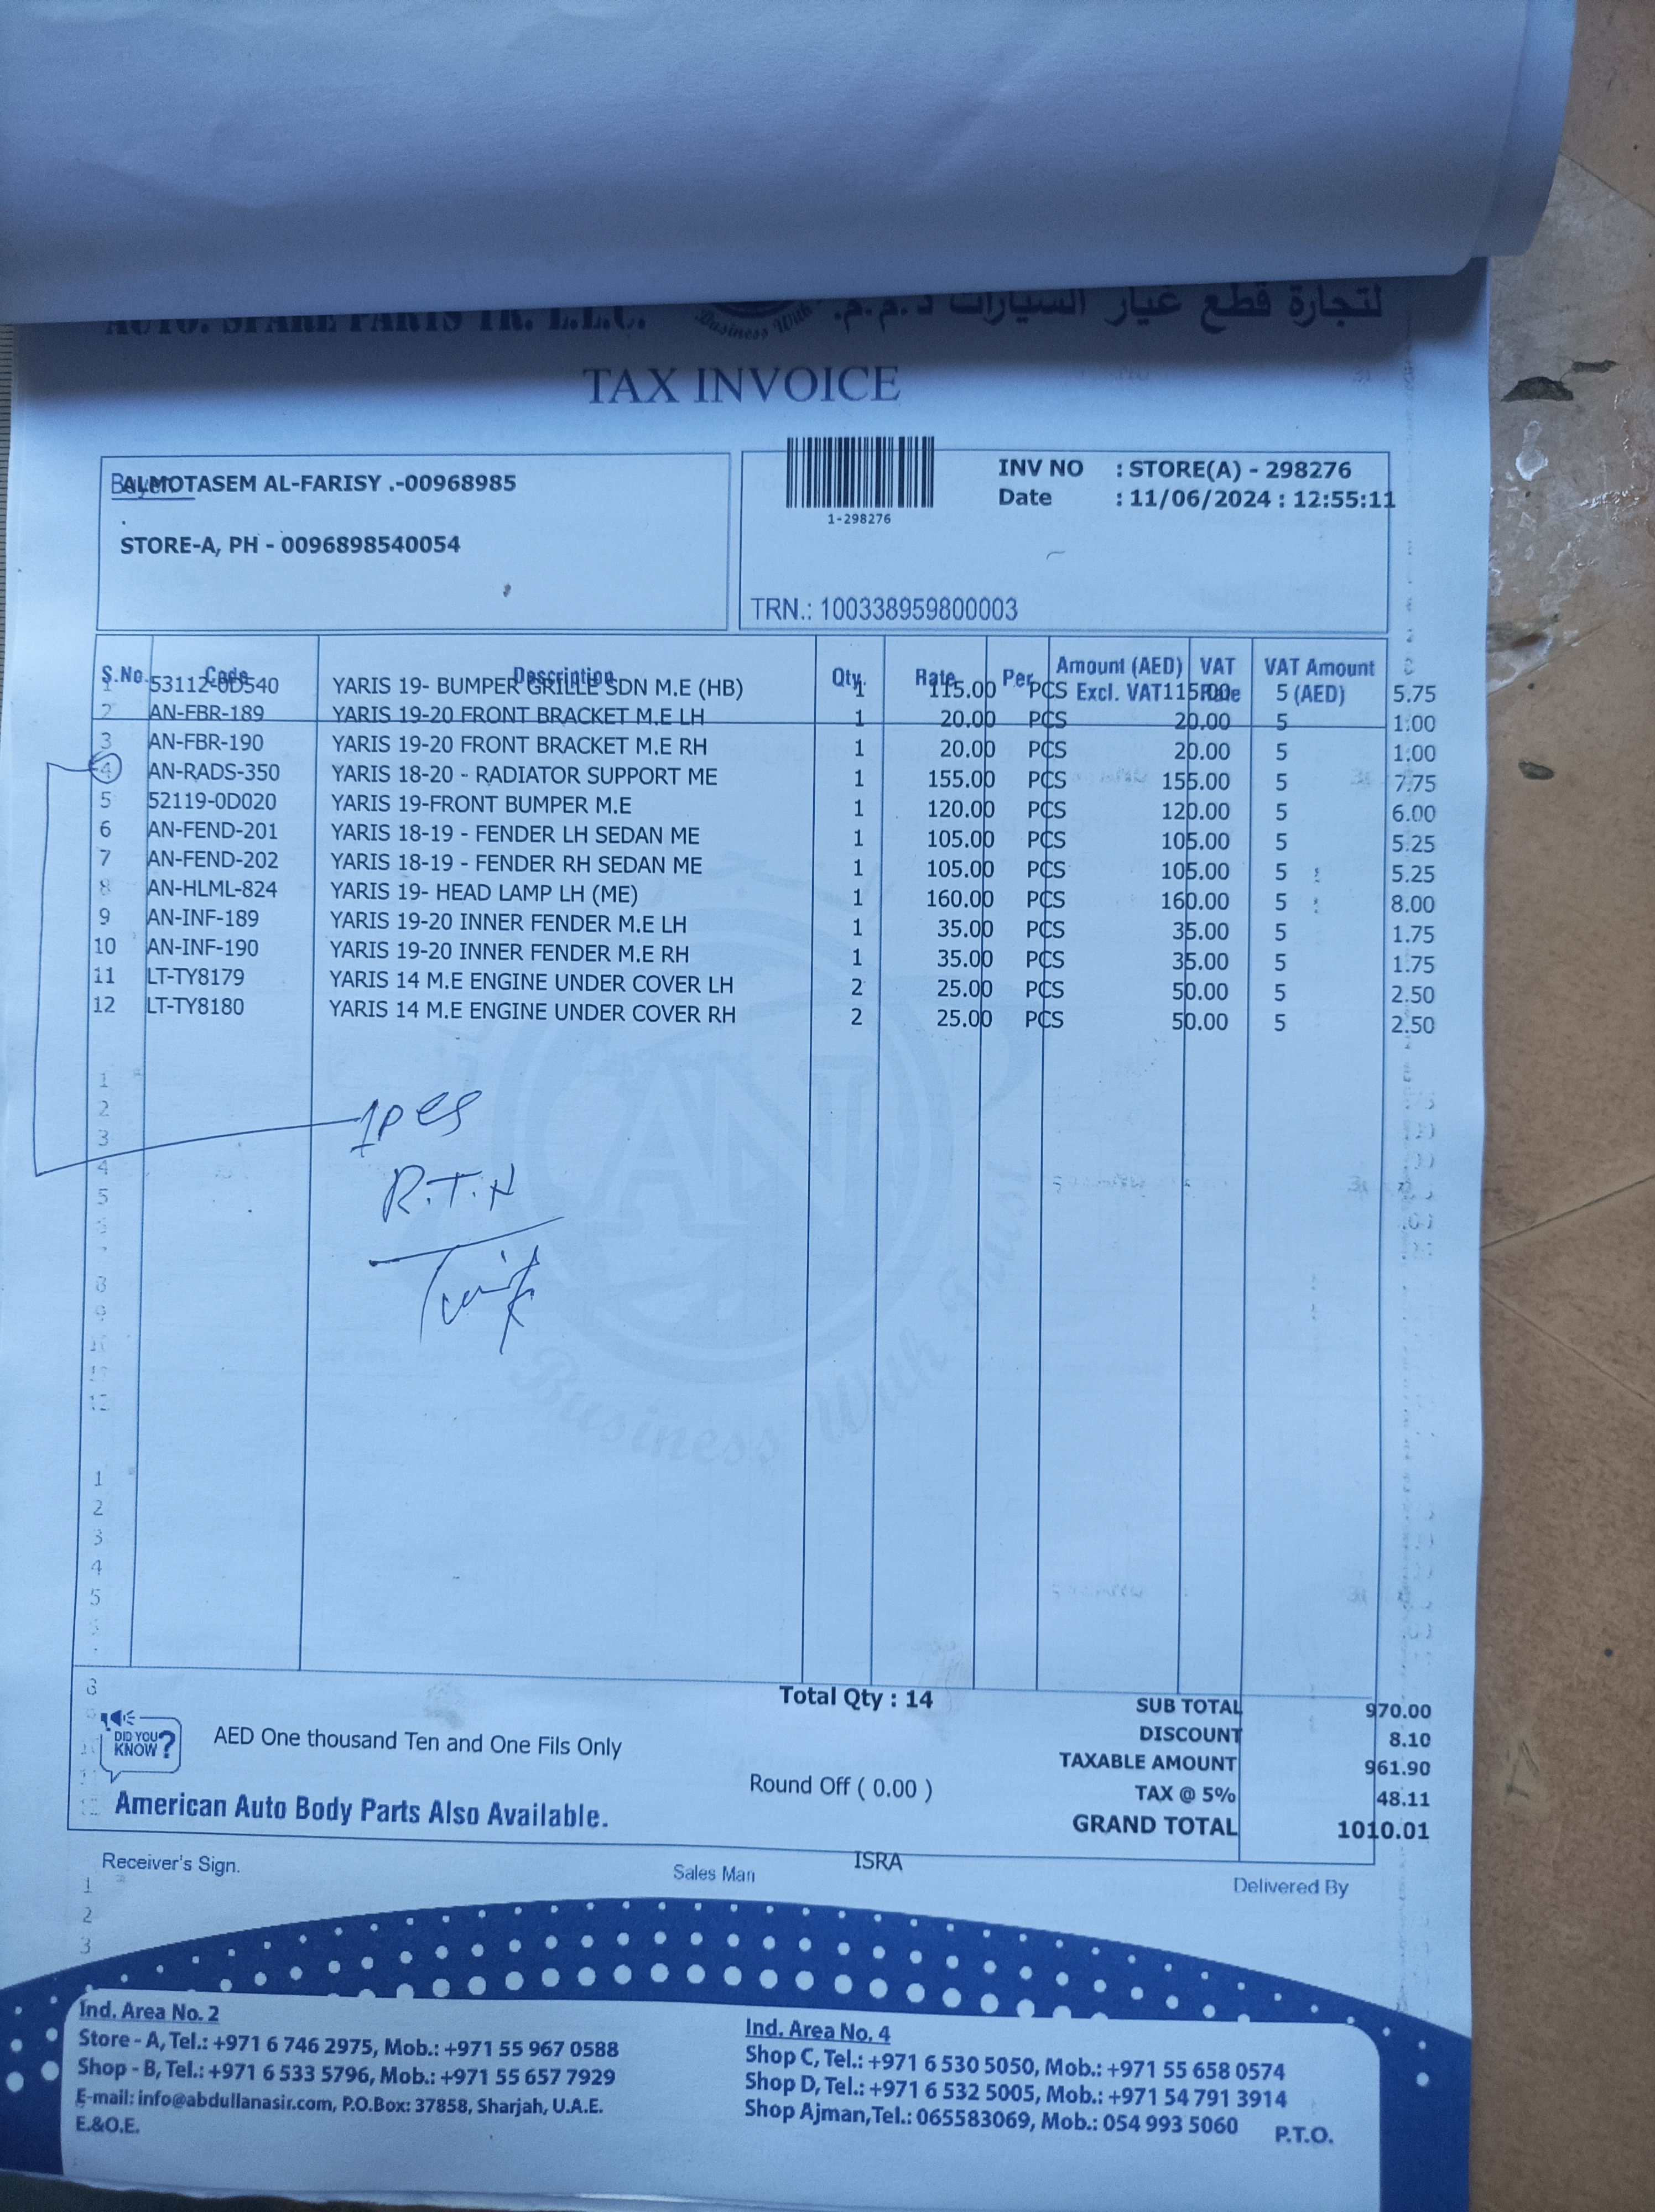 AUTO. SPARE PARTS TR. L.L.C.
Business With
لتجارة قطع غيار السيارات ذ.م.م.
TAX INVOICE
Buyer:
ALMOTASEM AL-FARISY .-00968985
.
STORE-A, PH - 0096898540054
1-298276
INV NO : STORE(A) - 298276
Date : 11/06/2024 : 12:55:11
TRN.: 100338959800003
S.No. Code Description Qty. Rate Per Amount (AED) Excl. VAT VAT Rate VAT Amount (AED)
1 53112-0D540 YARIS 19- BUMPER GRILLE SDN M.E (HB) 1 115.00 PCS 115.00 5 5.75
2 AN-FBR-189 YARIS 19-20 FRONT BRACKET M.E LH 1 20.00 PCS 20.00 5 1.00
3 AN-FBR-190 YARIS 19-20 FRONT BRACKET M.E RH 1 20.00 PCS 20.00 5 1.00
4 AN-RADS-350 YARIS 18-20 - RADIATOR SUPPORT ME 1 155.00 PCS 155.00 5 7.75
5 52119-0D020 YARIS 19-FRONT BUMPER M.E 1 120.00 PCS 120.00 5 6.00
6 AN-FEND-201 YARIS 18-19 - FENDER LH SEDAN ME 1 105.00 PCS 105.00 5 5.25
7 AN-FEND-202 YARIS 18-19 - FENDER RH SEDAN ME 1 105.00 PCS 105.00 5 5.25
8 AN-HLML-824 YARIS 19- HEAD LAMP LH (ME) 1 160.00 PCS 160.00 5 8.00
9 AN-INF-189 YARIS 19-20 INNER FENDER M.E LH 1 35.00 PCS 35.00 5 1.75
10 AN-INF-190 YARIS 19-20 INNER FENDER M.E RH 1 35.00 PCS 35.00 5 1.75
11 LT-TY8179 YARIS 14 M.E ENGINE UNDER COVER LH 2 25.00 PCS 50.00 5 2.50
12 LT-TY8180 YARIS 14 M.E ENGINE UNDER COVER RH 2 25.00 PCS 50.00 5 2.50
1pes
R.T.N
AN
Business With Trust
Total Qty : 14
SUB TOTAL 970.00
DISCOUNT 8.10
TAXABLE AMOUNT 961.90
TAX @ 5% 48.11
GRAND TOTAL 1010.01
DID YOU KNOW?
AED One thousand Ten and One Fils Only
Round Off ( 0.00 )
American Auto Body Parts Also Available.
Receiver's Sign.
Sales Man ISRA
Delivered By
Ind. Area No. 2
Store - A, Tel.: +971 6 746 2975, Mob.: +971 55 967 0588
Shop - B, Tel.: +971 6 533 5796, Mob.: +971 55 657 7929
E-mail: info@abdullanasir.com, P.O.Box: 37858, Sharjah, U.A.E.
E.&O.E.
Ind. Area No. 4
Shop C, Tel.: +971 6 530 5050, Mob.: +971 55 658 0574
Shop D, Tel.: +971 6 532 5005, Mob.: +971 54 791 3914
Shop Ajman,Tel.: 065583069, Mob.: 054 993 5060
P.T.O.